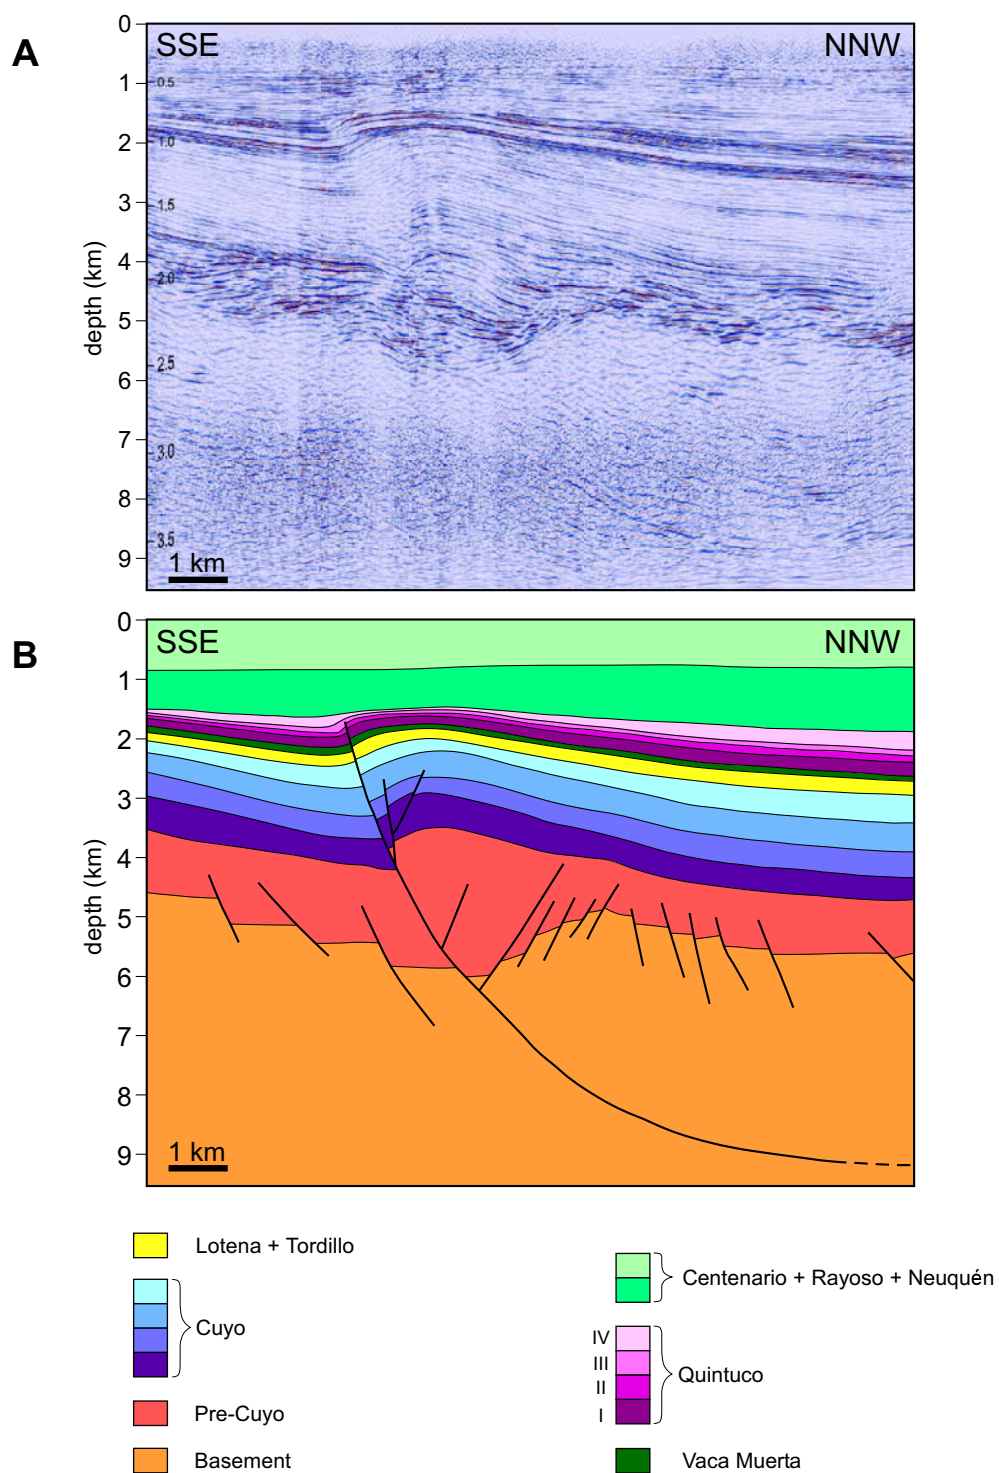 A
SSE
NNW
depth (km)
0
1
2
3
4
5
6
7
8
9
0.5
1.0
1.5
2.0
2.5
3.0
3.5
1 km
B
SSE
NNW
depth (km)
0
1
2
3
4
5
6
7
8
9
1 km
Lotena + Tordillo
Cuyo
Pre-Cuyo
Basement
Centenario + Rayoso + Neuquén
IV
III
II
I
Quintuco
Vaca Muerta